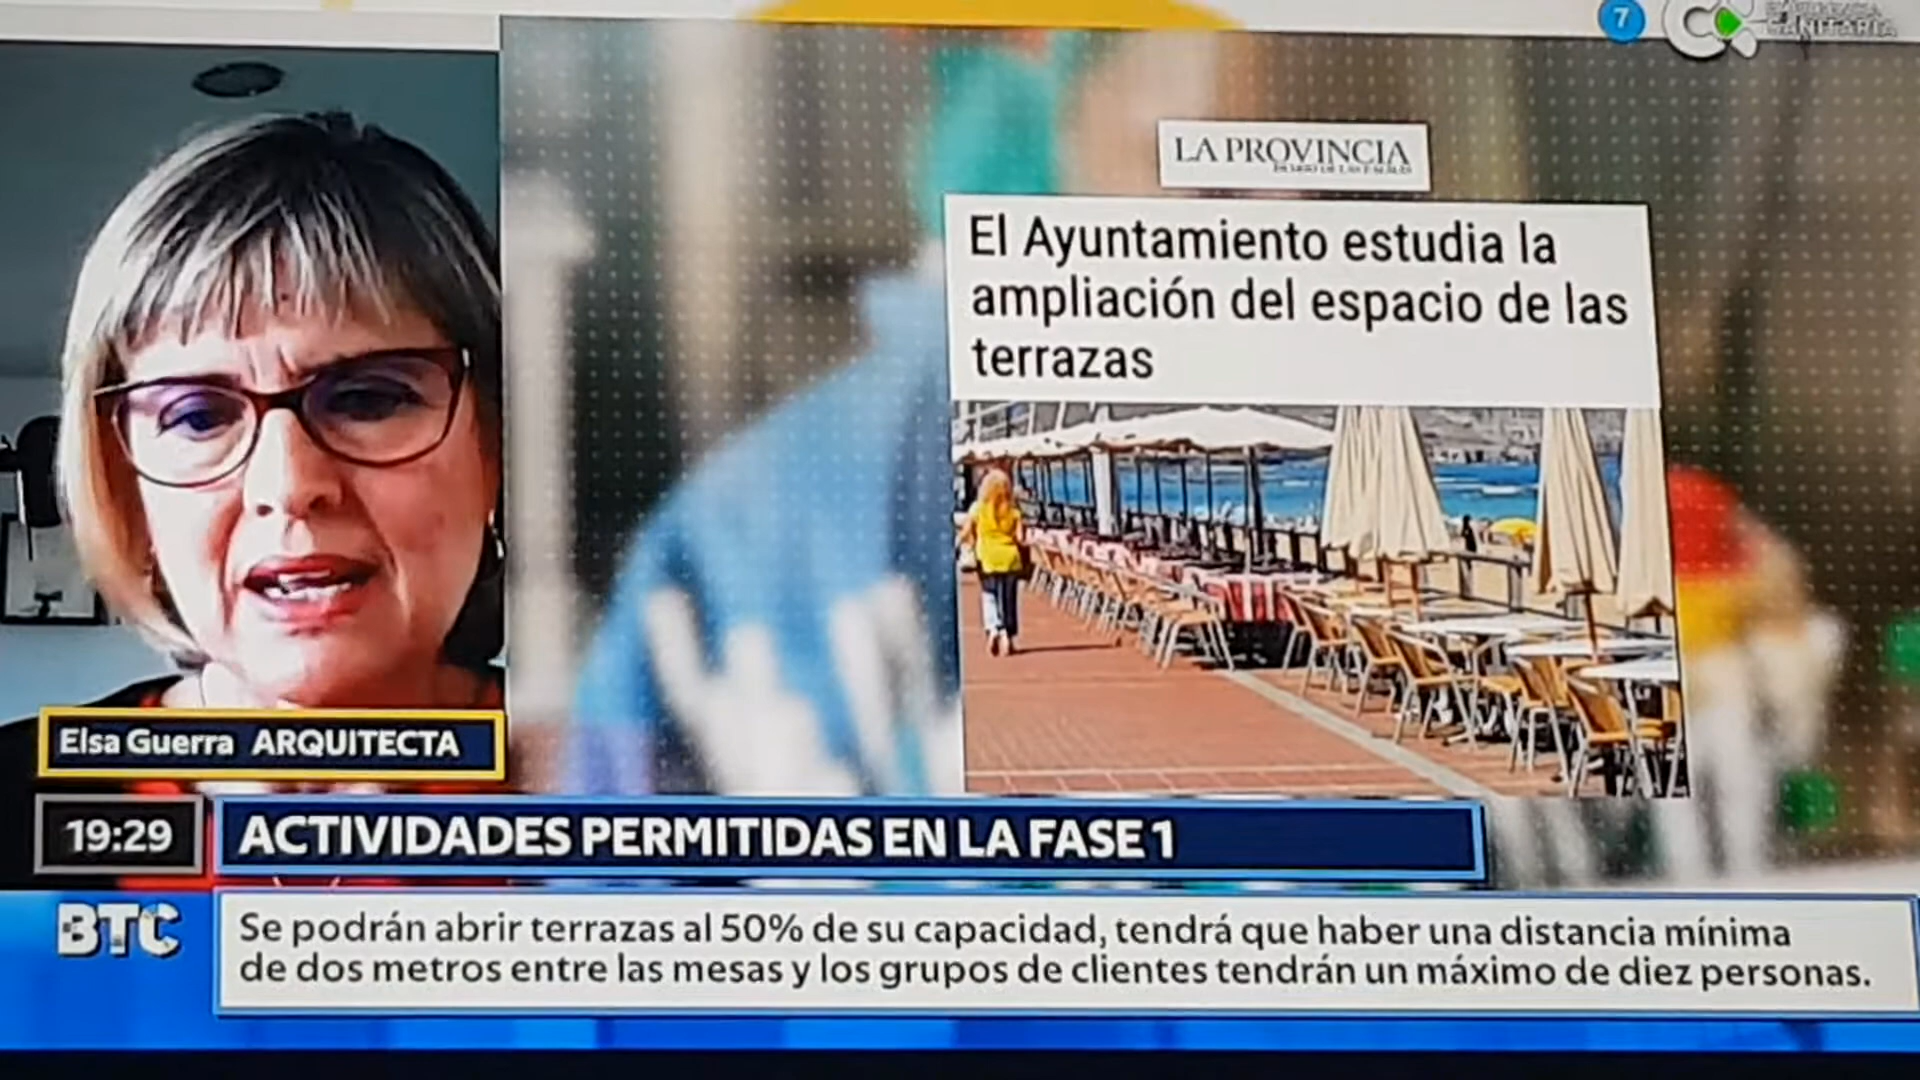 7
SANITARIA
LA PROVINCIA
El Ayuntamiento estudia la
ampliación del espacio de las
terrazas
Elsa Guerra ARQUITECTA
19:29
ACTIVIDADES PERMITIDAS EN LA FASE 1
BTC
Se podrán abrir terrazas al 50% de su capacidad, tendrá que haber una distancia mínima
de dos metros entre las mesas y los grupos de clientes tendrán un máximo de diez personas.